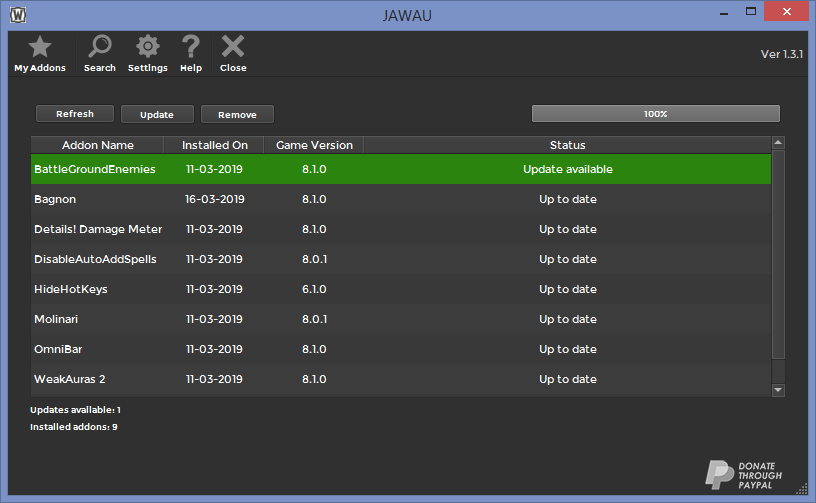 JAWAU
My Addons Search Settings Help Close
Ver 1.3.1
Refresh Update Remove
100%
Addon Name Installed On Game Version Status
BattleGroundEnemies 11-03-2019 8.1.0 Update available
Bagnon 16-03-2019 8.1.0 Up to date
Details! Damage Meter 11-03-2019 8.1.0 Up to date
DisableAutoAddSpells 11-03-2019 8.0.1 Up to date
HideHotKeys 11-03-2019 6.1.0 Up to date
Molinari 11-03-2019 8.0.1 Up to date
OmniBar 11-03-2019 8.1.0 Up to date
WeakAuras 2 11-03-2019 8.1.0 Up to date
Updates available: 1
Installed addons: 9
DONATE
THROUGH
PAYPAL